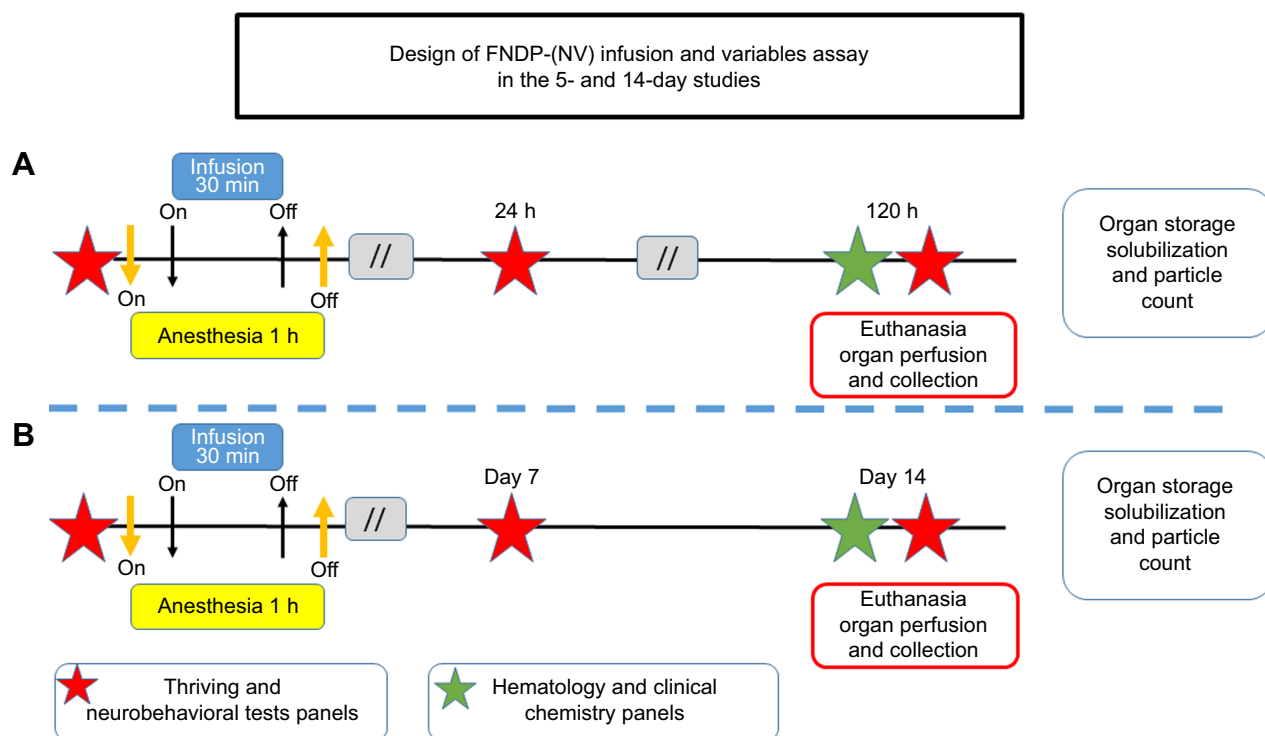 Design of FNDP-(NV) infusion and variables assay
in the 5- and 14-day studies
A
Infusion
30 min
On
Off
24 h
120 h
//
//
On
Off
Anesthesia 1 h
Euthanasia
organ perfusion
and collection
Organ storage
solubilization
and particle
count
B
Infusion
30 min
On
Off
Day 7
Day 14
//
On
Off
Anesthesia 1 h
Euthanasia
organ perfusion
and collection
Organ storage
solubilization
and particle
count
Thriving and
neurobehavioral tests panels
Hematology and clinical
chemistry panels